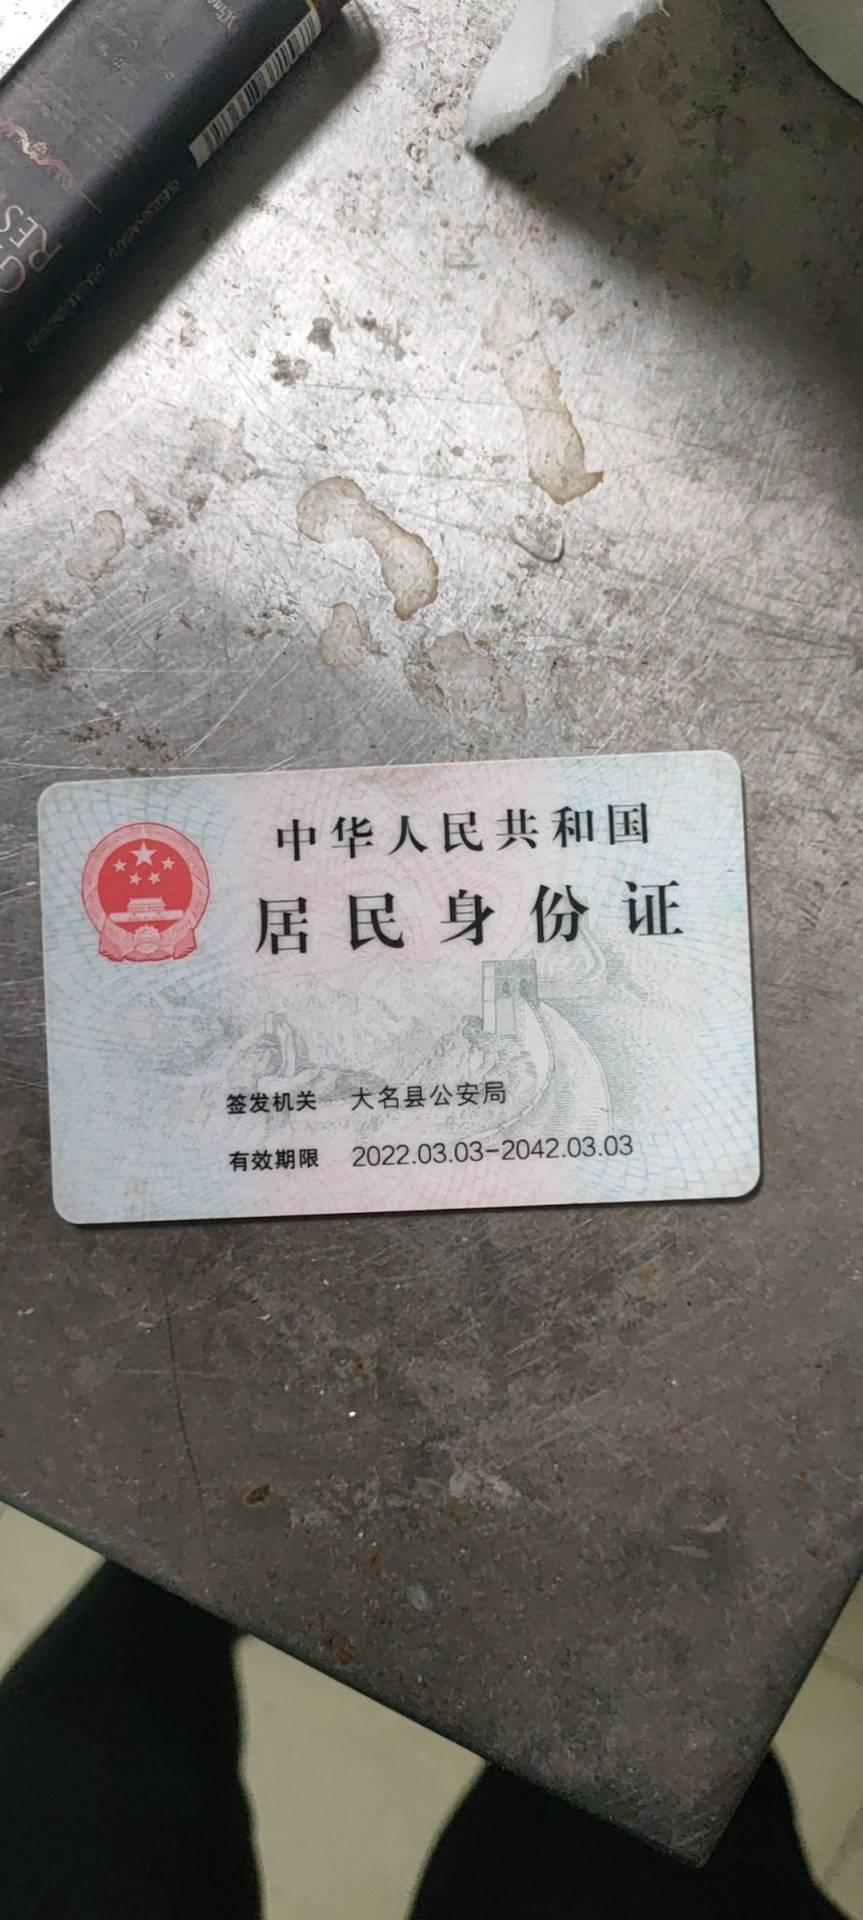 RES
中华人民共和国
居民身份证
签发机关 大名县公安局
有效期限 2022.03.03-2042.03.03